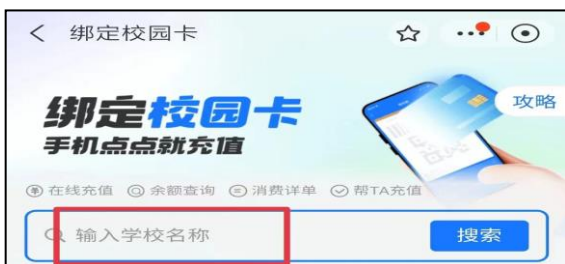 绑定校园卡
攻略
绑定校园卡
手机点点就充值
在线充值 余额查询 消费详单 帮TA充值
输入学校名称 搜索